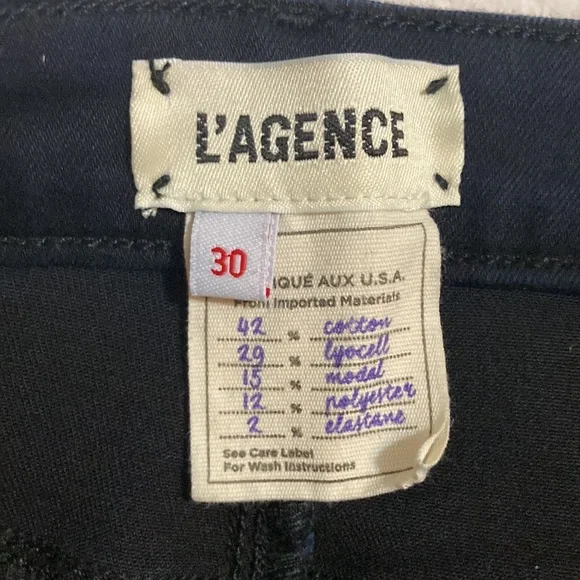 L'AGENCE
30
IQUÉ AUX U.S.A.
From Imported Materials
42 % cotton
29 % lyocell
15 % modal
12 % polyester
2 % elastane
See Care Label
For Wash Instructions